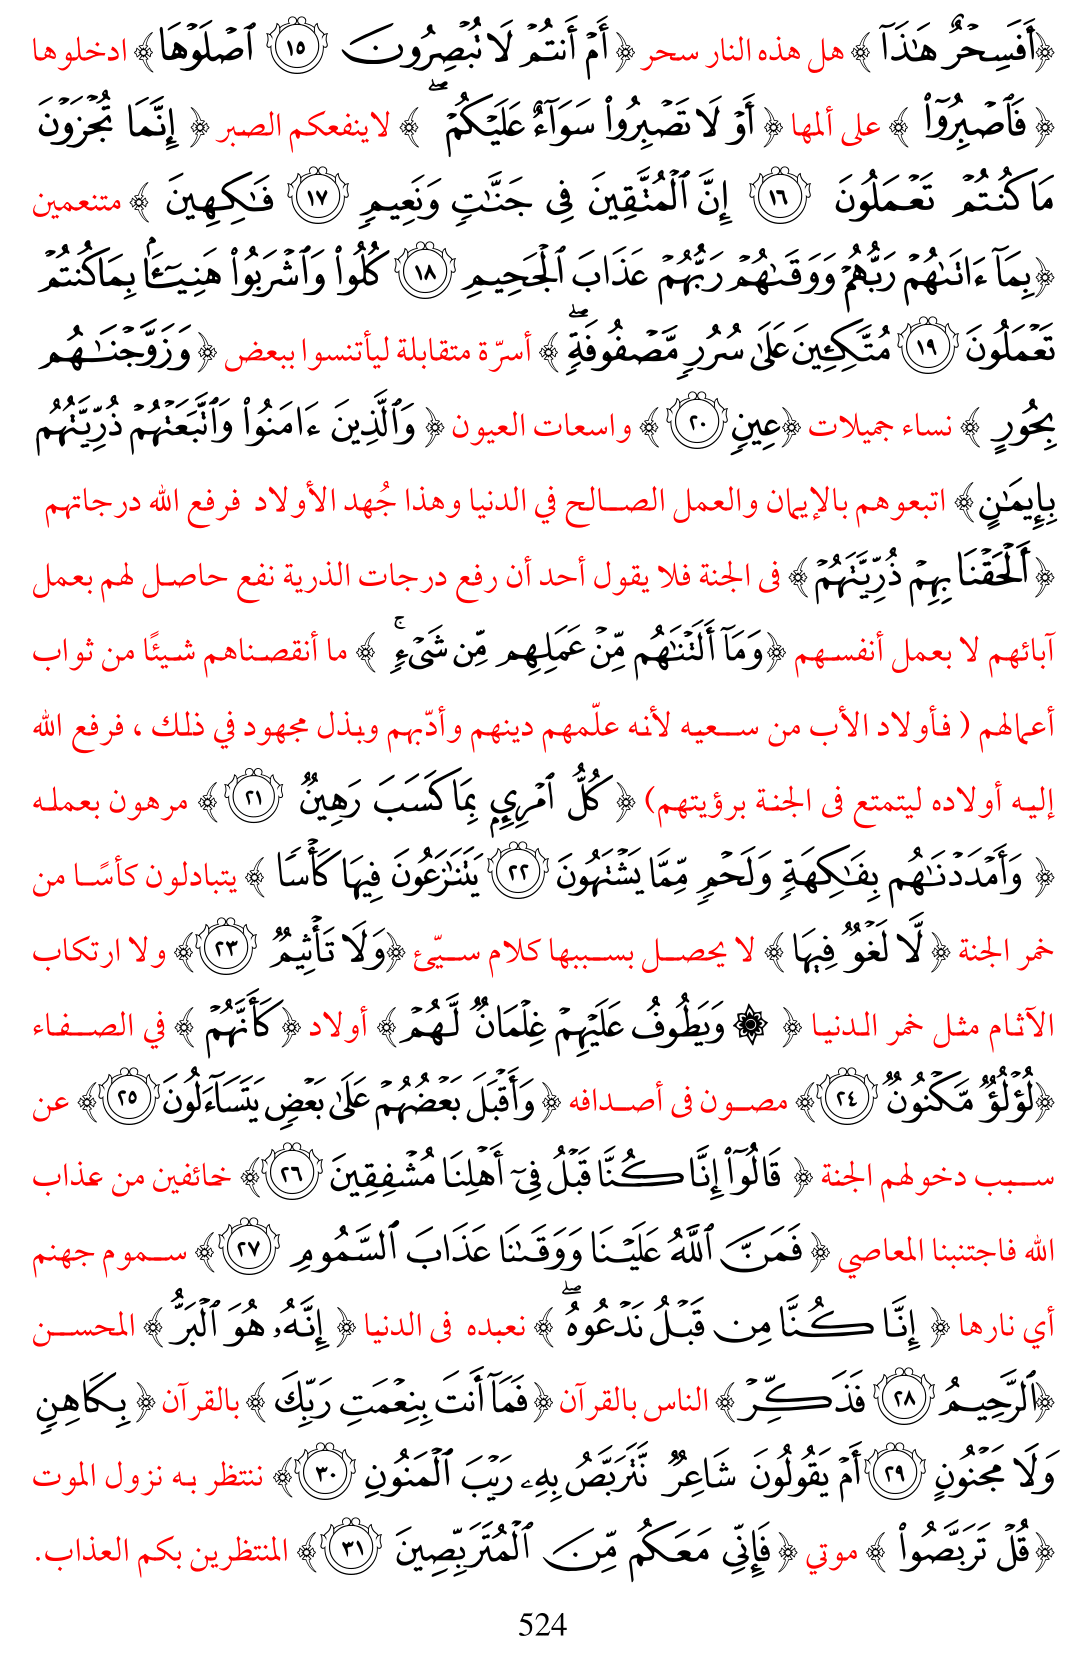 ﴿أَفَسِحْرٌ هَٰذَآ ﴾ هل هذه النار سحر ﴿ أَمْ أَنتُمْ لَا تُبْصِرُونَ ١٥ ٱصْلَوْهَا﴾ ادخلوها
﴿ فَٱصْبِرُوٓا۟ ﴾ على ألمها ﴿ أَوْ لَا تَصْبِرُوا۟ سَوَآءٌ عَلَيْكُمْ ۖ ﴾ لاينفعكم الصبر ﴿ إِنَّمَا تُجْزَوْنَ
مَا كُنتُمْ تَعْمَلُونَ ١٦ إِنَّ ٱلْمُتَّقِينَ فِى جَنَّٰتٍ وَنَعِيمٍ ١٧ فَٰكِهِينَ ﴾ متنعمين
﴿بِمَآ ءَاتَىٰهُمْ رَبُّهُمْ وَوَقَىٰهُمْ رَبُّهُمْ عَذَابَ ٱلْجَحِيمِ ١٨ كُلُوا۟ وَٱشْرَبُوا۟ هَنِيٓـًٔۢا بِمَا كُنتُمْ
تَعْمَلُونَ ١٩ مُتَّكِـِٔينَ عَلَىٰ سُرُرٍ مَّصْفُوفَةٍ ۖ ﴾ أسرّة متقابلة ليأتنسوا ببعض ﴿ وَزَوَّجْنَٰهُم
بِحُورٍ ﴾ نساء جميلات ﴿عِينٍ ٢٠ ﴾ واسعات العيون ﴿ وَٱلَّذِينَ ءَامَنُوا۟ وَٱتَّبَعَتْهُمْ ذُرِّيَّتُهُم
بِإِيمَٰنٍ﴾ اتبعوهم بالإيمان والعمل الصالح في الدنيا وهذا جُهد الأولاد فرفع الله درجاتهم
﴿أَلْحَقْنَا بِهِمْ ذُرِّيَّتَهُمْ﴾ فى الجنة فلا يقول أحد أن رفع درجات الذرية نفع حاصل لهم بعمل
آبائهم لا بعمل أنفسهم ﴿وَمَآ أَلَتْنَٰهُم مِّنْ عَمَلِهِم مِّن شَىْءٍ ۚ ﴾ ما أنقصناهم شيئًا من ثواب
أعمالهم ( فأولاد الأب من سعيه لأنه علّمهم دينهم وأدّبهم وبذل مجهود في ذلك ، فرفع الله
إليه أولاده ليتمتع فى الجنة برؤيتهم) ﴿ كُلُّ ٱمْرِئٍۭ بِمَا كَسَبَ رَهِينٌ ٢١ ﴾ مرهون بعمله
﴿ وَأَمْدَدْنَٰهُم بِفَٰكِهَةٍ وَلَحْمٍ مِّمَّا يَشْتَهُونَ ٢٢ يَتَنَٰزَعُونَ فِيهَا كَأْسًا ﴾ يتبادلون كأسًا من
خمر الجنة ﴿ لَّا لَغْوٌ فِيهَا ﴾ لا يحصل بسببها كلام سيّئ ﴿وَلَا تَأْثِيمٌ ٢٣ ﴾ ولا ارتكاب
الآثام مثل خمر الدنيا ﴿ ۞ وَيَطُوفُ عَلَيْهِمْ غِلْمَانٌ لَّهُمْ﴾ أولاد ﴿كَأَنَّهُمْ ﴾ في الصفاء
﴿لُؤْلُؤٌ مَّكْنُونٌ ٢٤ ﴾ مصون فى أصدافه ﴿ وَأَقْبَلَ بَعْضُهُمْ عَلَىٰ بَعْضٍ يَتَسَآءَلُونَ ٢٥ ﴾ عن
سبب دخولهم الجنة ﴿ قَالُوٓا۟ إِنَّا كُنَّا قَبْلُ فِىٓ أَهْلِنَا مُشْفِقِينَ ٢٦ ﴾ خائفين من عذاب
الله فاجتنبنا المعاصي ﴿ فَمَنَّ ٱللَّهُ عَلَيْنَا وَوَقَىٰنَا عَذَابَ ٱلسَّمُومِ ٢٧ ﴾ سموم جهنم
أي نارها ﴿ إِنَّا كُنَّا مِن قَبْلُ نَدْعُوهُ ۖ ﴾ نعبده فى الدنيا ﴿ إِنَّهُۥ هُوَ ٱلْبَرُّ ﴾ المحسن
﴿ٱلرَّحِيمُ ٢٨ فَذَكِّرْ﴾ الناس بالقرآن ﴿فَمَآ أَنتَ بِنِعْمَتِ رَبِّكَ ﴾ بالقرآن ﴿ بِكَاهِنٍ
وَلَا مَجْنُونٍ ٢٩ أَمْ يَقُولُونَ شَاعِرٌ نَّتَرَبَّصُ بِهِۦ رَيْبَ ٱلْمَنُونِ ٣٠ ﴾ ننتظر به نزول الموت
﴿قُلْ تَرَبَّصُوا۟ ﴾ موتي ﴿ فَإِنِّى مَعَكُم مِّنَ ٱلْمُتَرَبِّصِينَ ٣١ ﴾ المنتظرين بكم العذاب.
524